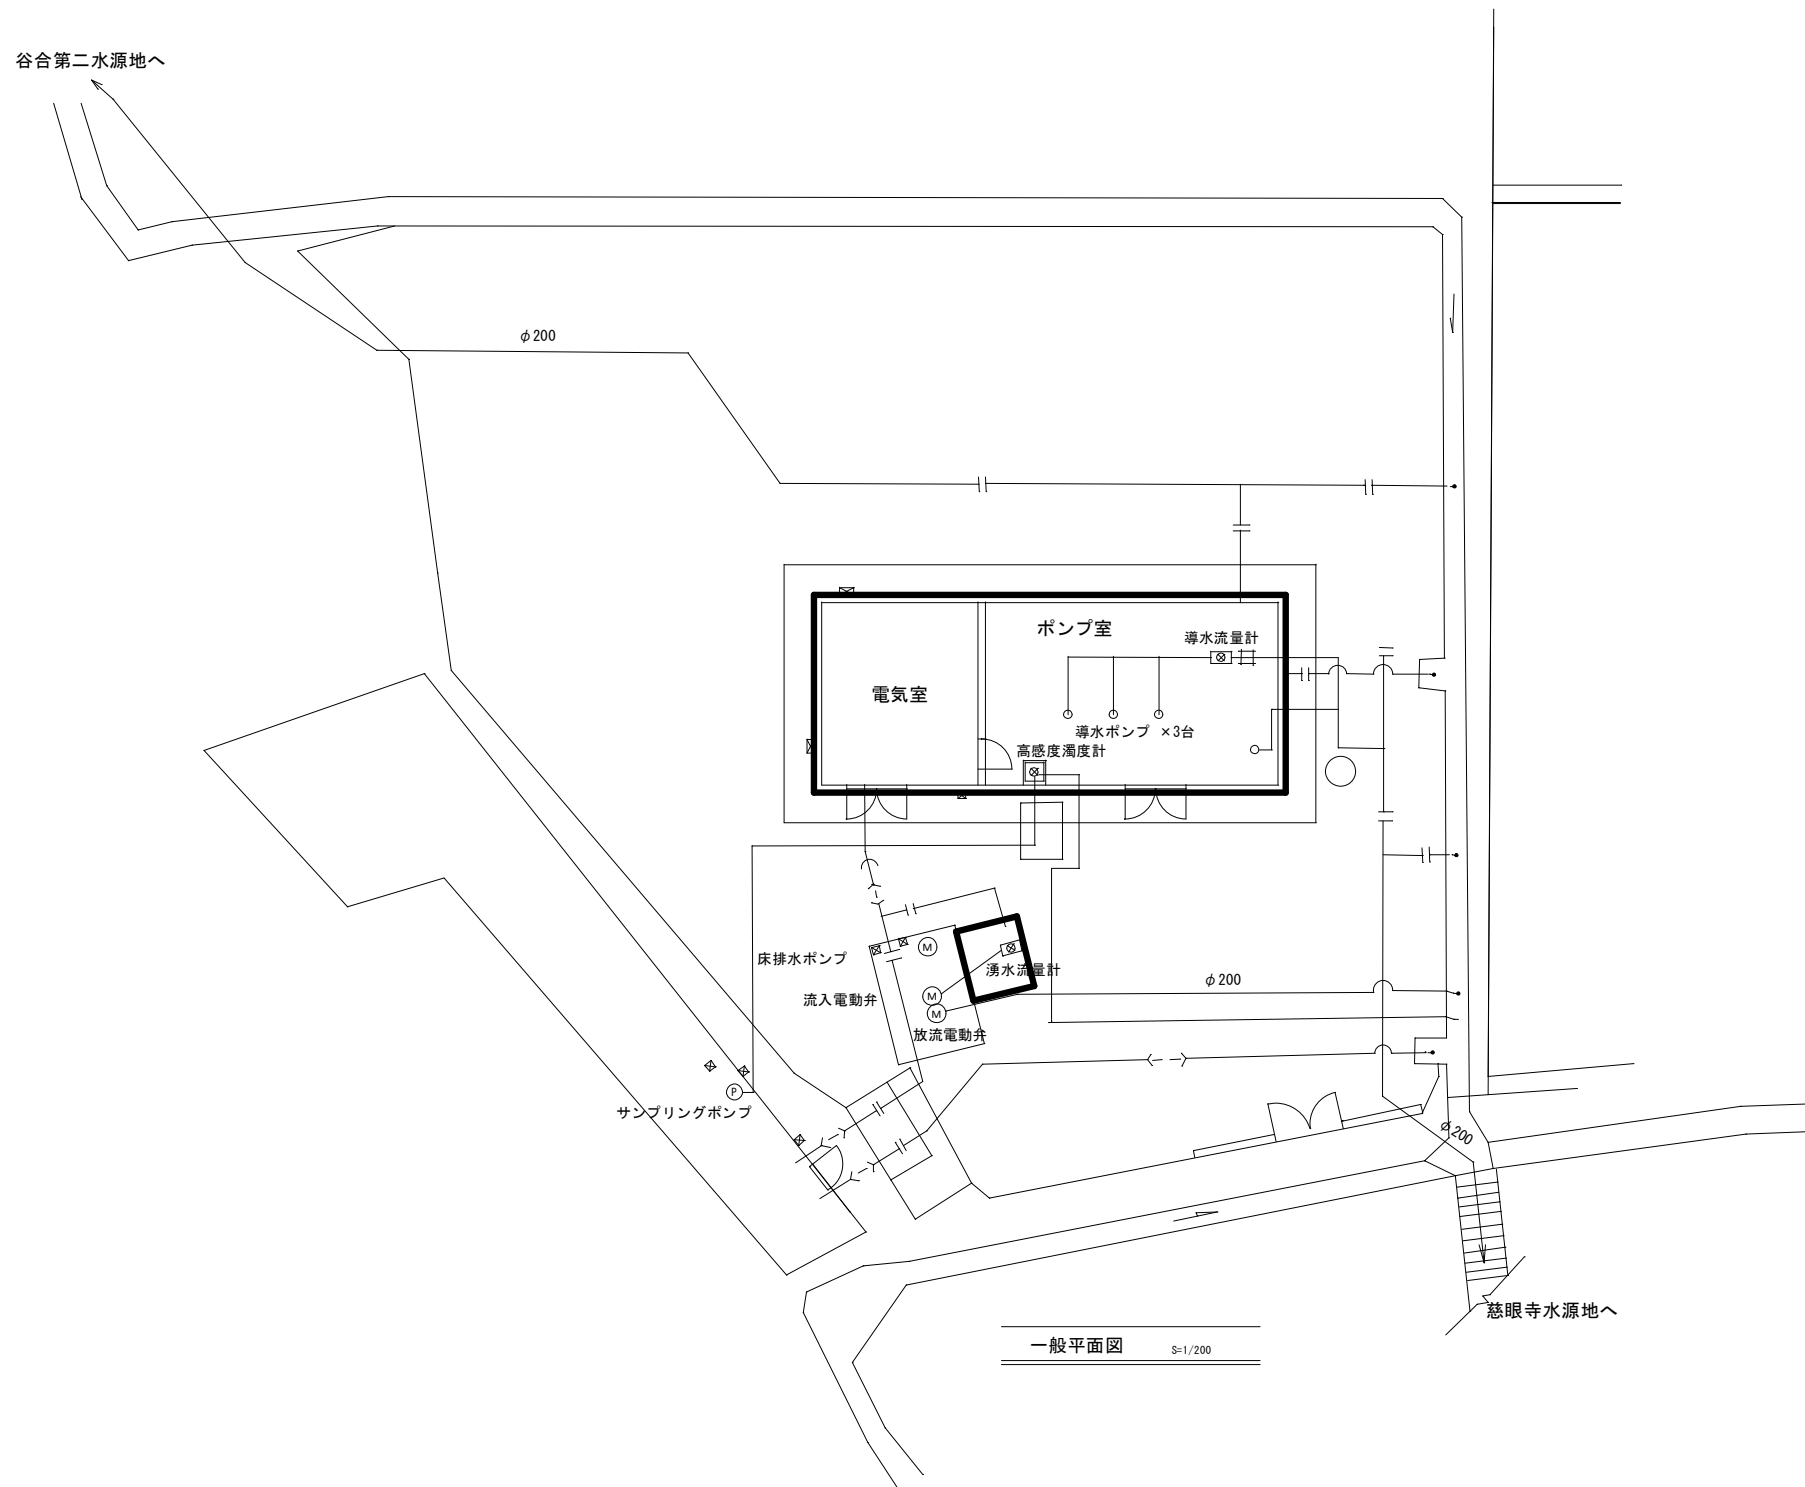 谷合第二水源地へ
φ200
ポンプ室
導水流量計
電気室
導水ポンプ ×3台
高感度濁度計
M
床排水ポンプ
湧水流量計
φ200
流入電動弁
M
M
放流電動弁
P
サンプリングポンプ
φ200
慈眼寺水源地へ
一般平面図 S=1/200